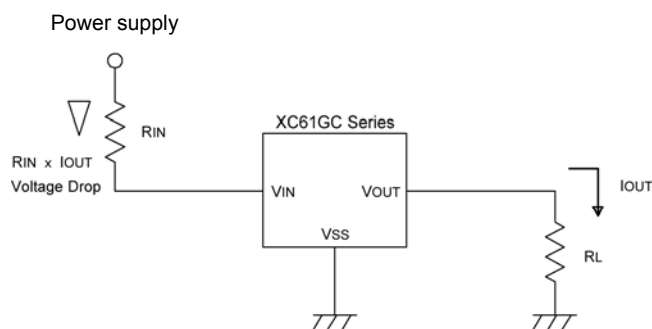 Power supply
XC61GC Series
RIN
RIN x IOUT
Voltage Drop
VIN
VOUT
IOUT
VSS
RL